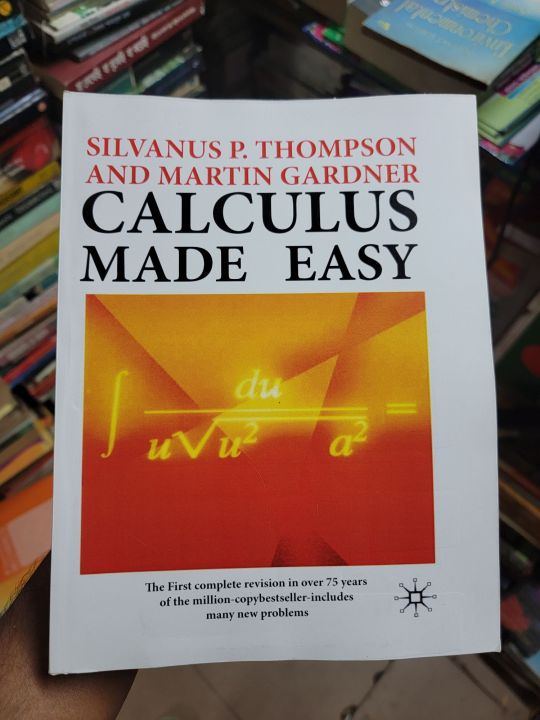 SILVANUS P. THOMPSON
AND MARTIN GARDNER
CALCULUS
MADE EASY
∫ du =
u√u² a²
The First complete revision in over 75 years
of the million-copybestseller-includes
many new problems
Environmental